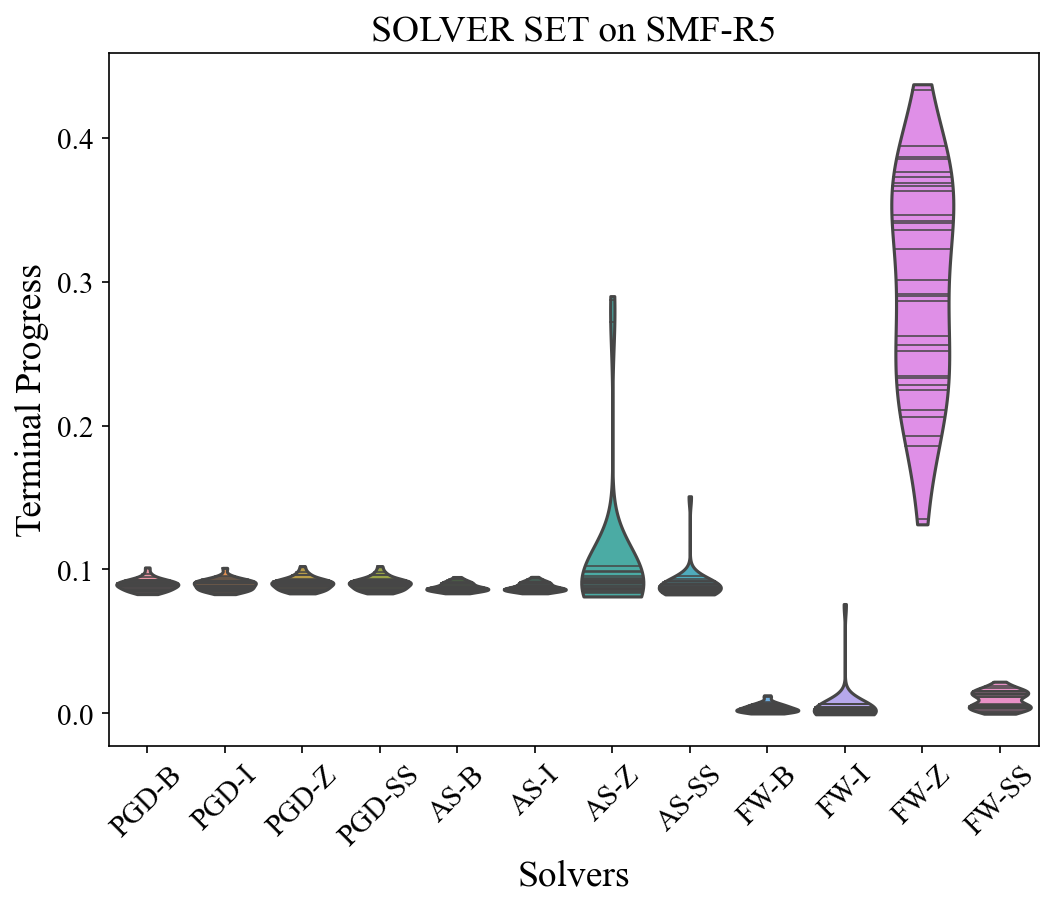 SOLVER SET on SMF-R5
Terminal Progress
0.4
0.3
0.2
0.1
0.0
PGD-B
PGD-I
PGD-Z
PGD-SS
AS-B
AS-I
AS-Z
AS-SS
FW-B
FW-I
FW-Z
FW-SS
Solvers